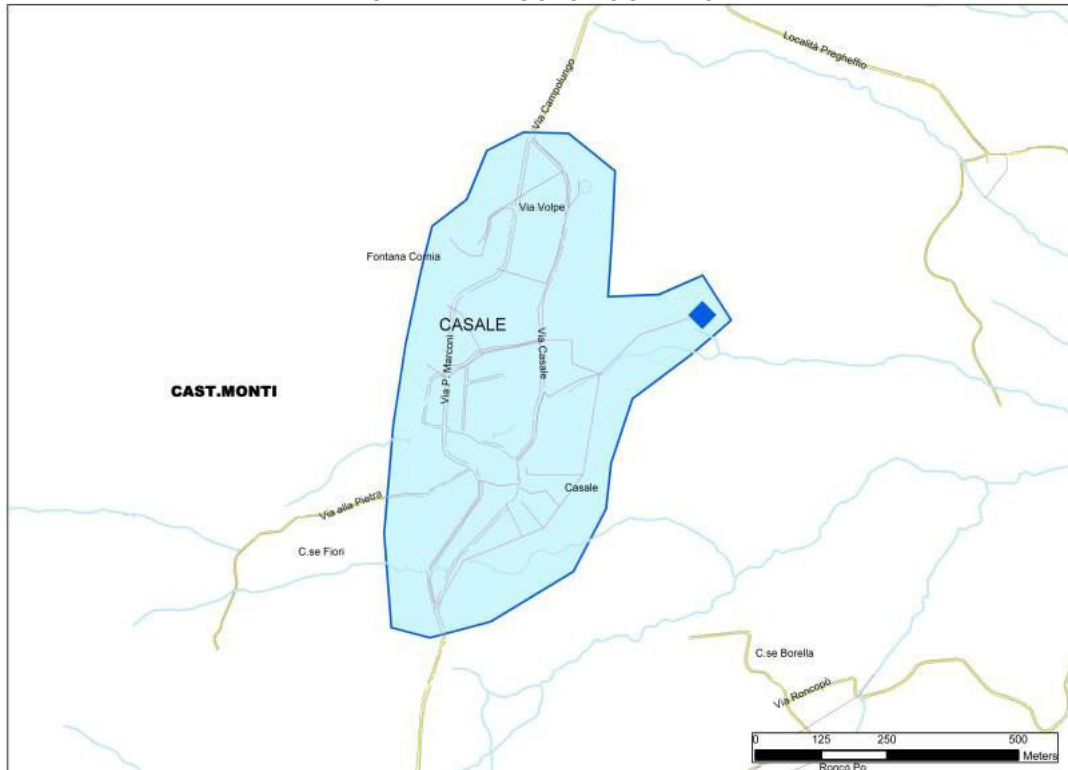 Località Pregheffio
Via Campolungo
Via Volpe
Fontana Cornia
CASALE
Via P. Marconi
Via Casale
CAST.MONTI
Casale
Via alla Pietra
C.se Fiori
C.se Borella
Via Roncopò
0 125 250 500
Meters
Roncò Po